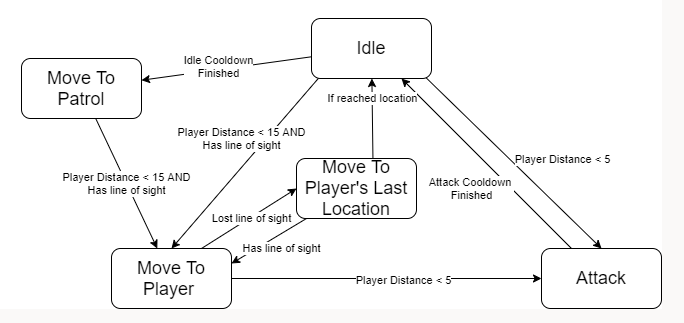 Idle
Idle Cooldown
Finished
Move To
Patrol
If reached location
Player Distance < 15 AND
Has line of sight
Player Distance < 5
Move To
Player's Last
Location
Player Distance < 15 AND
Has line of sight
Attack Cooldown
Finished
Lost line of sight
Has line of sight
Move To
Player
Player Distance < 5
Attack